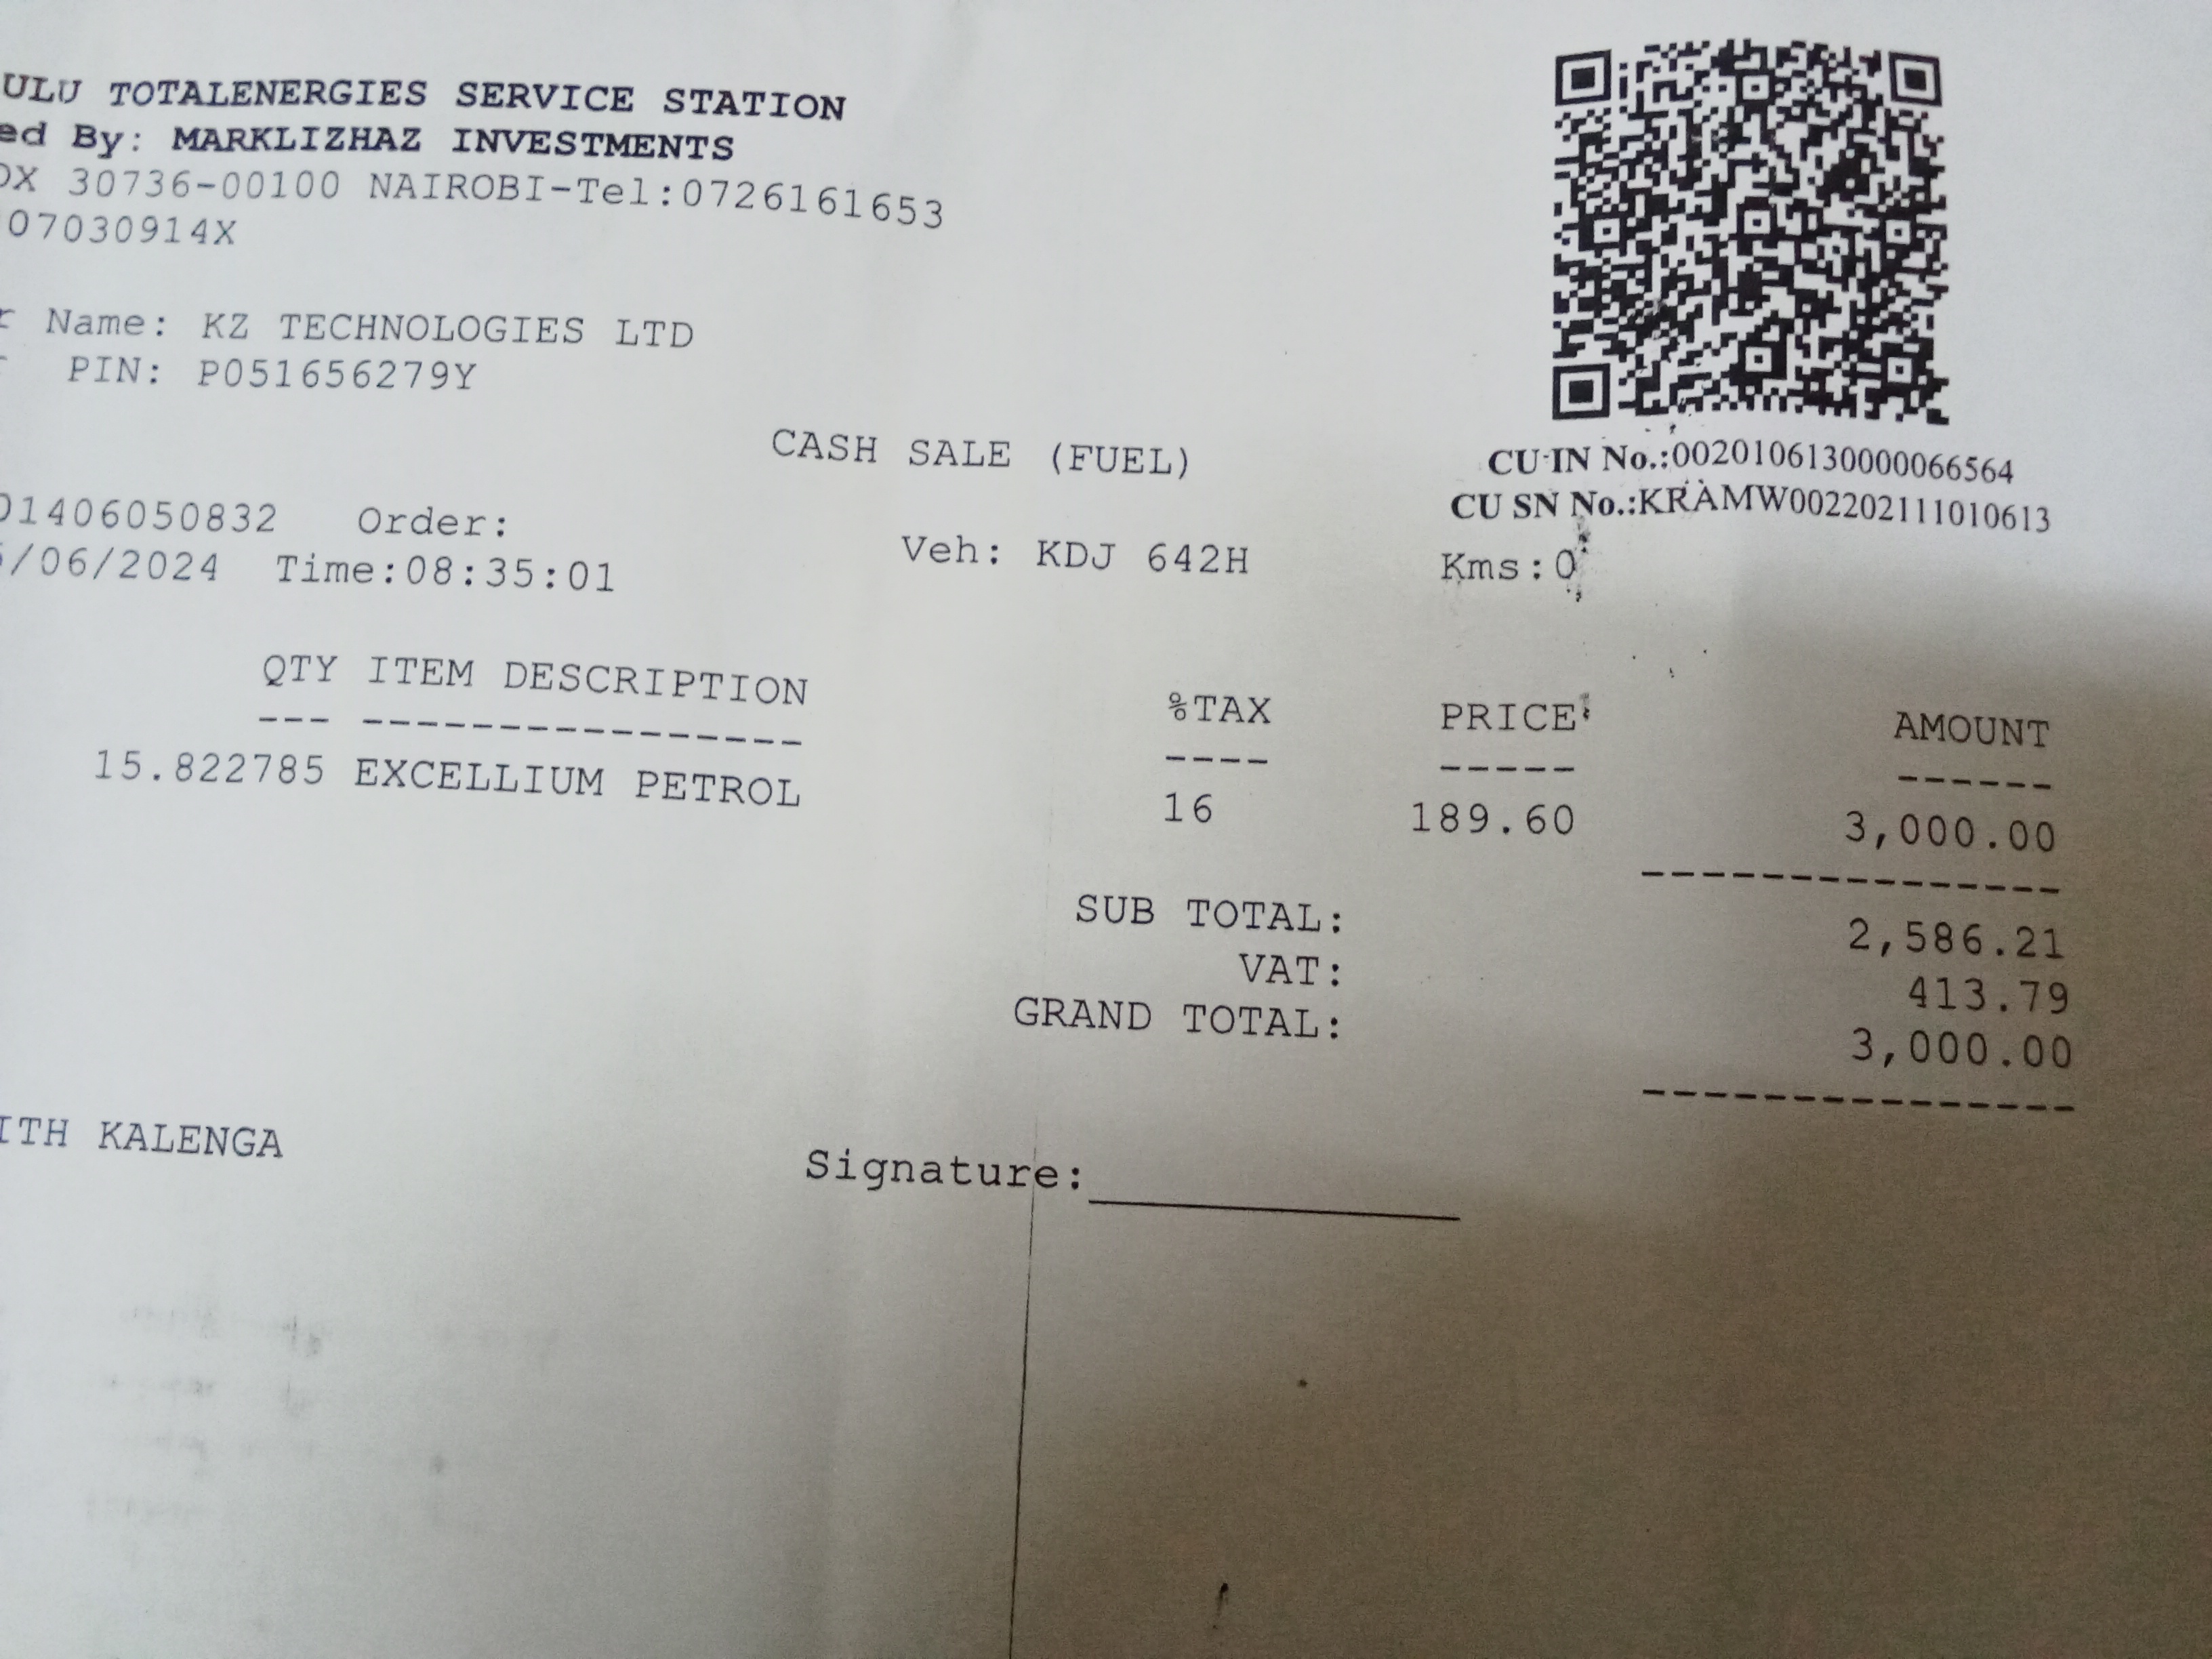 ULU TOTALENERGIES SERVICE STATION
ed By: MARKLIZHAZ INVESTMENTS
OX 30736-00100 NAIROBI-Tel:0726161653
07030914X
r Name: KZ TECHNOLOGIES LTD
r PIN: P051656279Y
CASH SALE (FUEL)
CU IN No.:0020106130000066564
CU SN No.:KRAMW002202111010613
01406050832 Order:
Veh: KDJ 642H Kms:0
/06/2024 Time:08:35:01
QTY ITEM DESCRIPTION %TAX PRICE AMOUNT
--- --------------- ---- ----- ------
15.822785 EXCELLIUM PETROL 16 189.60 3,000.00
--------------
SUB TOTAL: 2,586.21
VAT: 413.79
GRAND TOTAL: 3,000.00
---------------
ITH KALENGA
Signature: